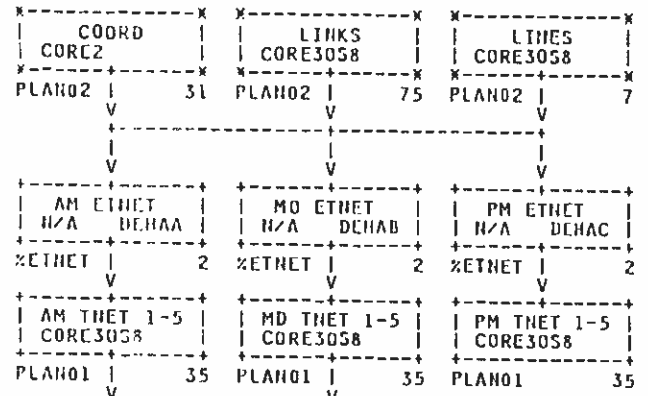 COORD LINKS LINES
CORE2 CORE3058 CORE3058
PLAN02 31 PLAN02 75 PLAN02 7
AM ETNET MO ETNET PM ETNET
N/A DEHAA N/A DEHAB N/A DEHAC
%ETNET 2 %ETNET 2 %ETNET 2
AM TNET 1-5 MD TNET 1-5 PM TNET 1-5
CORE3058 CORE3058 CORE3058
PLAN01 35 PLAN01 35 PLAN01 35